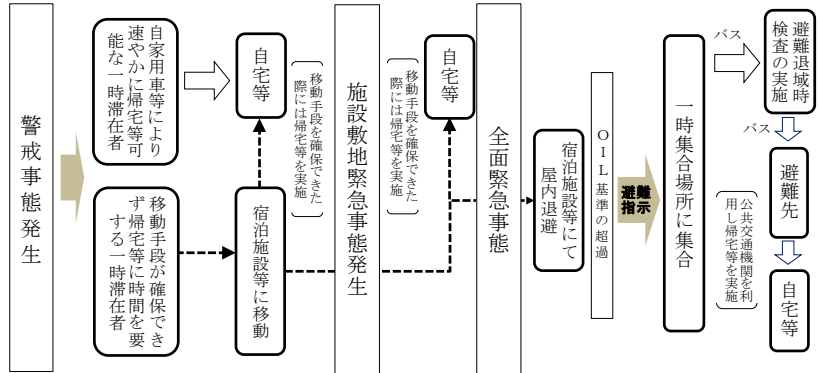 警戒事態発生
自家用車等により
速やかに帰宅等可
能な一時滞在者
移動手段が確保でき
ず帰宅等に時間を要
する一時滞在者
自宅等
移動手段を確保できた
際には帰宅等を実施
宿泊施設等に移動
施設敷地緊急事態発生
移動手段を確保できた
際には帰宅等を実施
自宅等
全面緊急事態
宿泊施設等にて
屋内退避
OIL基準の超過
避難
指示
一時集合場所に集合
バス
避難退域時
検査の実施
バス
避難先
公共交通機関を利
用し帰宅等を実施
自宅等